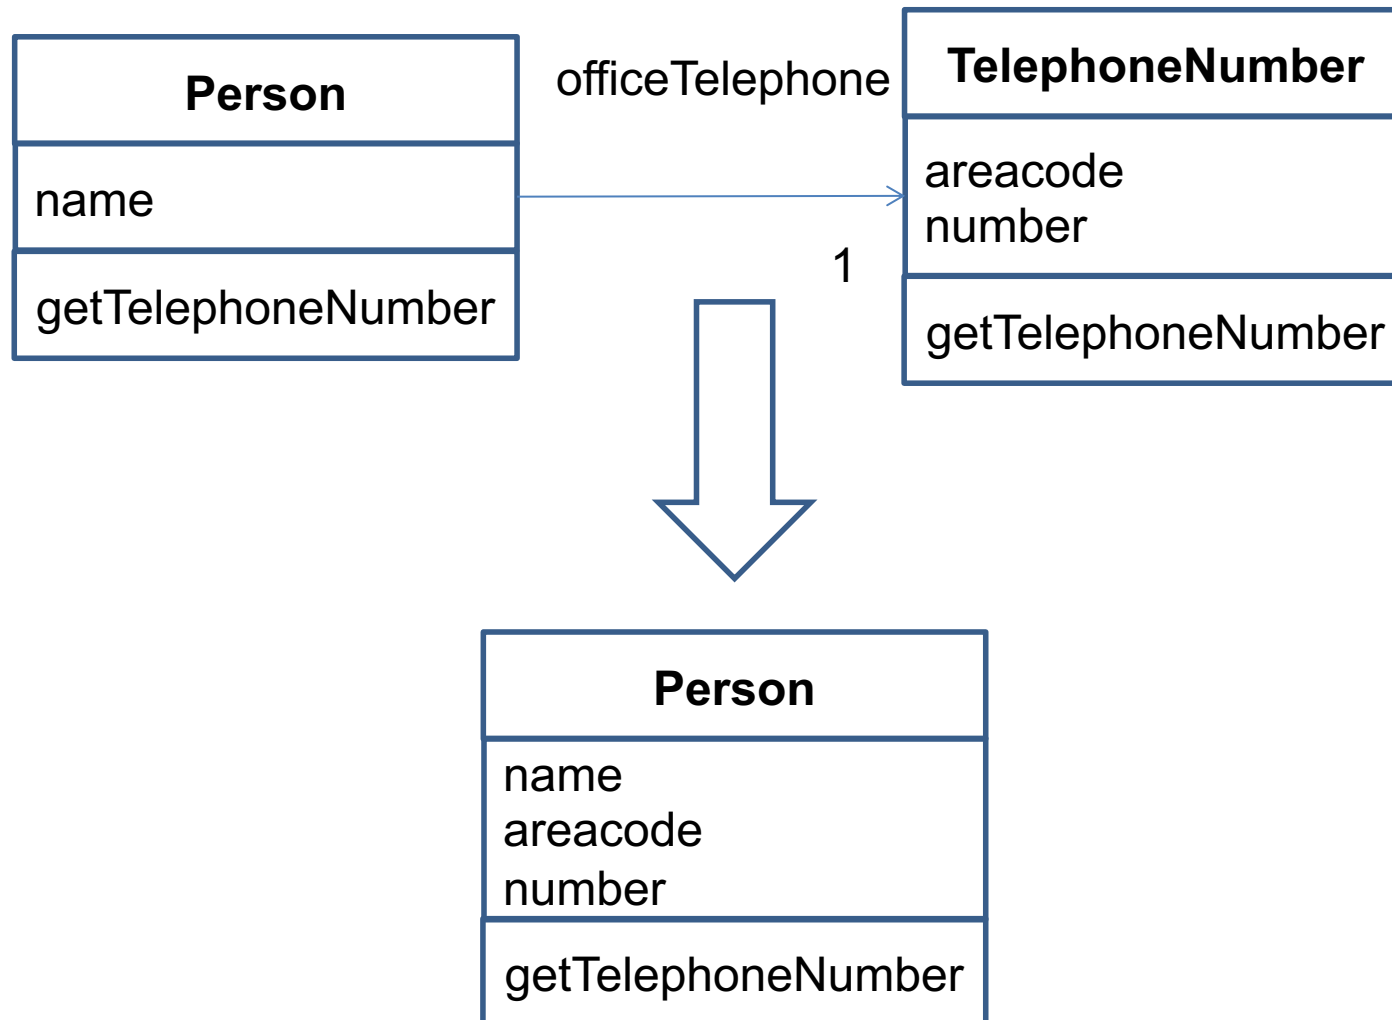 Person
name
getTelephoneNumber
officeTelephone
1
TelephoneNumber
areacode
number
getTelephoneNumber
Person
name
areacode
number
getTelephoneNumber